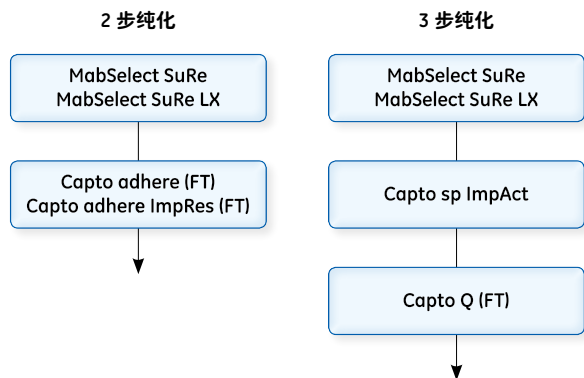 2 步纯化
MabSelect SuRe
MabSelect SuRe LX
Capto adhere (FT)
Capto adhere ImpRes (FT)
3 步纯化
MabSelect SuRe
MabSelect SuRe LX
Capto sp ImpAct
Capto Q (FT)